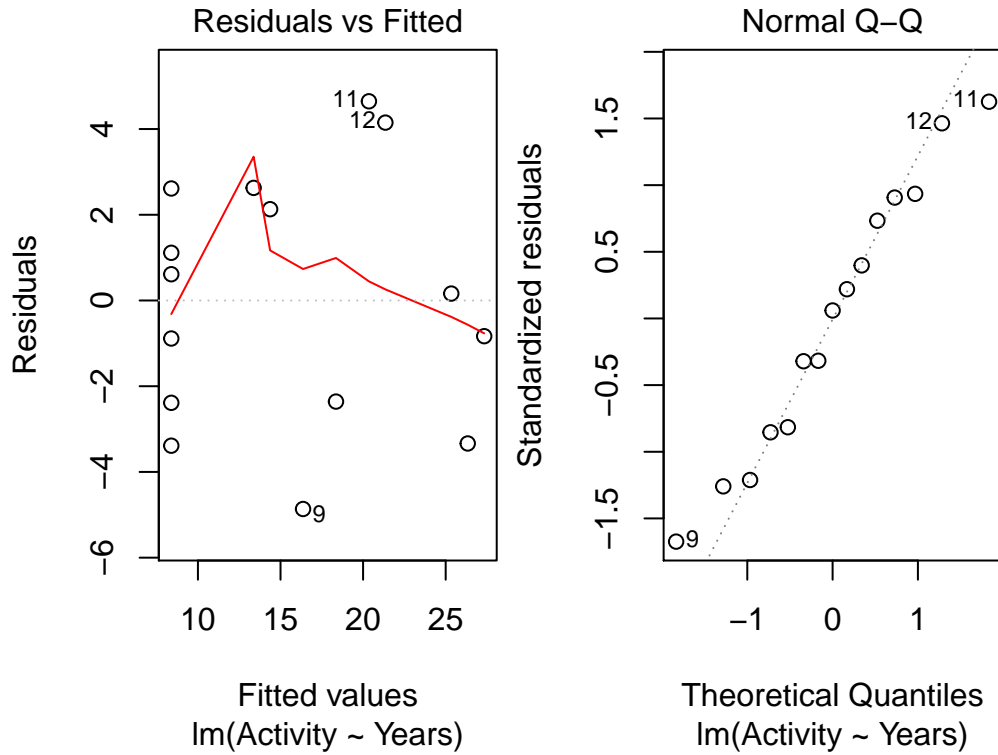 Residuals vs Fitted
Residuals
4
2
0
−2
−4
−6
10
15
20
25
11
12
9
Fitted values
lm(Activity ~ Years)
Normal Q−Q
Standardized residuals
1.5
0.5
−0.5
−1.5
−1
0
1
12
11
9
Theoretical Quantiles
lm(Activity ~ Years)